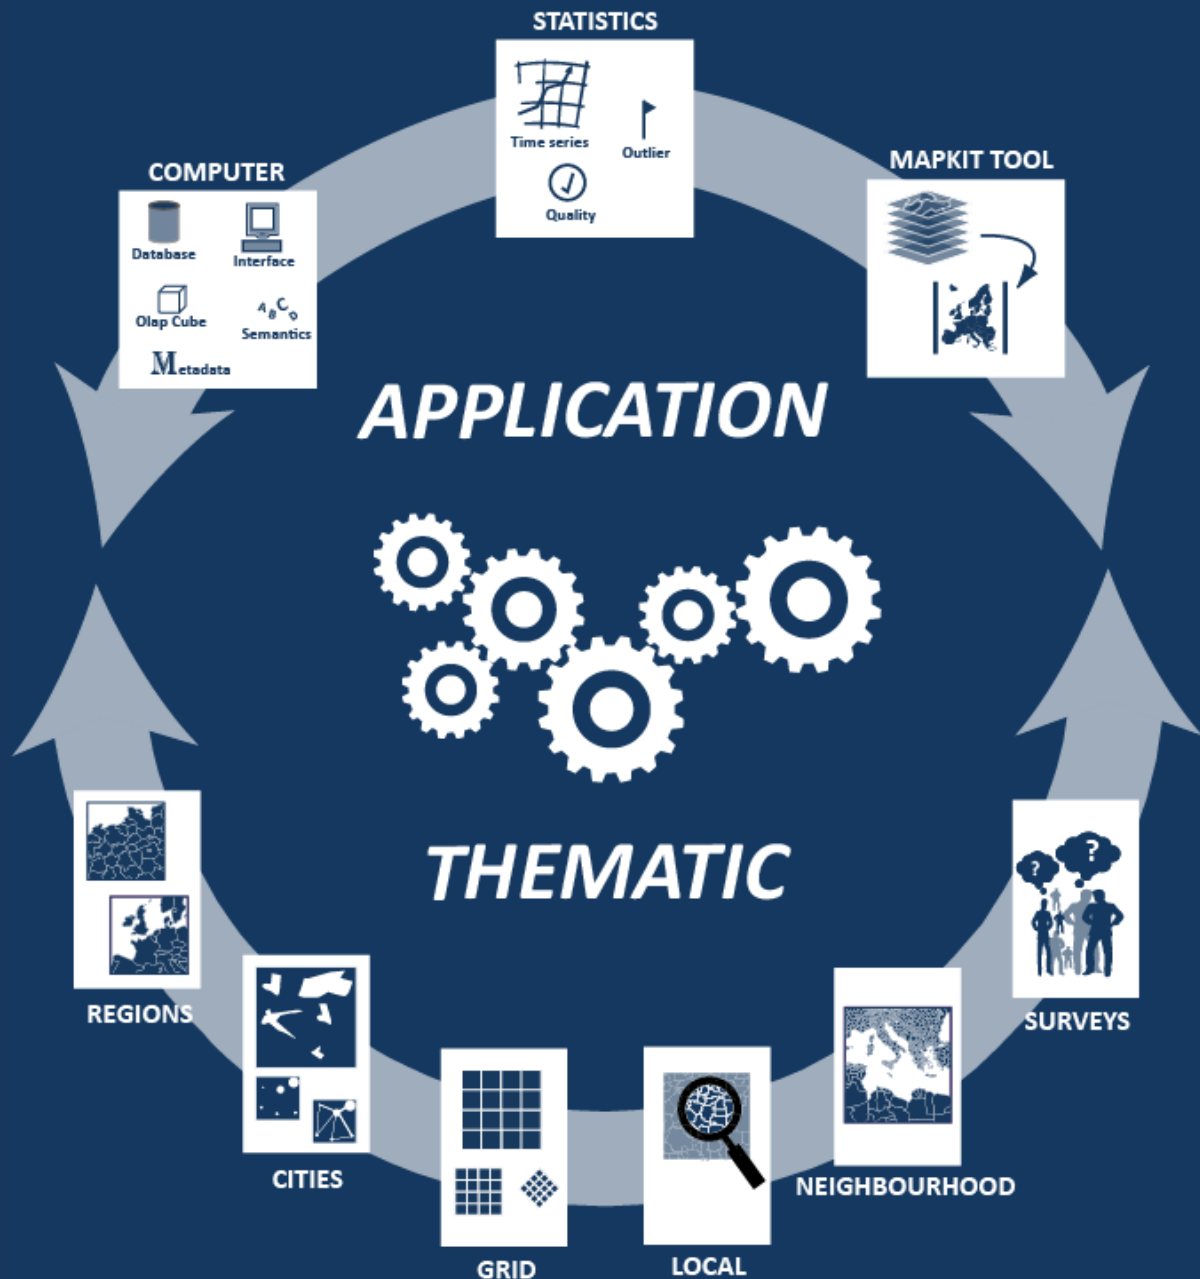 STATISTICS
Time series
Outlier
Quality
COMPUTER
Database
Interface
Olap Cube
A B C D
Semantics
Metadata
MAPKIT TOOL
APPLICATION
THEMATIC
? ?
REGIONS
CITIES
GRID
LOCAL
NEIGHBOURHOOD
SURVEYS